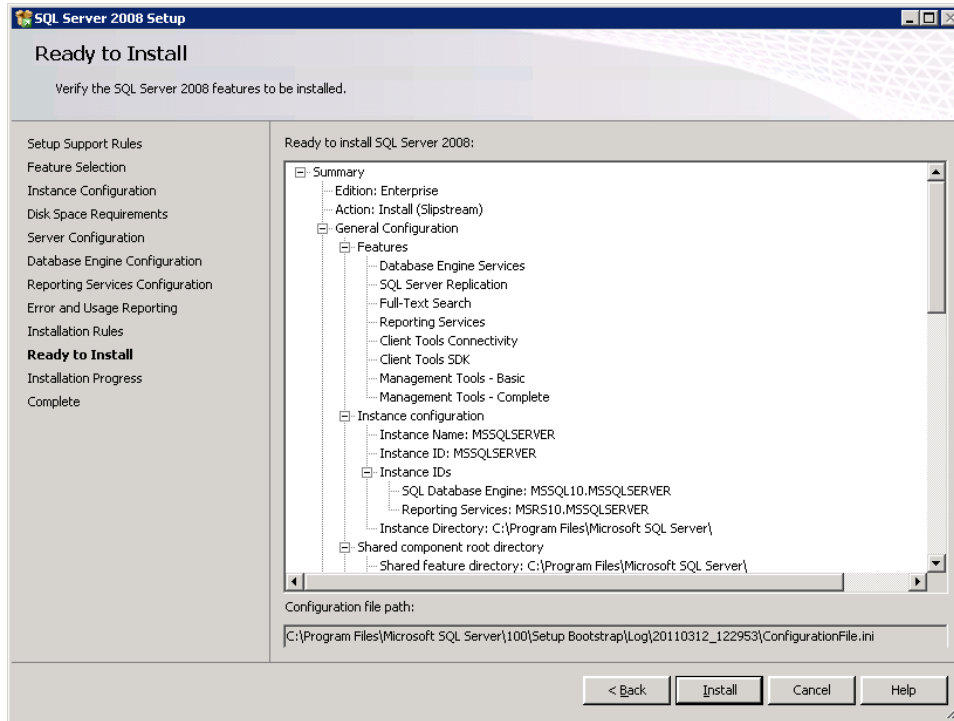 SQL Server 2008 Setup
Ready to Install
Verify the SQL Server 2008 features to be installed.
Setup Support Rules
Feature Selection
Instance Configuration
Disk Space Requirements
Server Configuration
Database Engine Configuration
Reporting Services Configuration
Error and Usage Reporting
Installation Rules
Ready to Install
Installation Progress
Complete
Ready to install SQL Server 2008:
Summary
Edition: Enterprise
Action: Install (Slipstream)
General Configuration
Features
Database Engine Services
SQL Server Replication
Full-Text Search
Reporting Services
Client Tools Connectivity
Client Tools SDK
Management Tools - Basic
Management Tools - Complete
Instance configuration
Instance Name: MSSQLSERVER
Instance ID: MSSQLSERVER
Instance IDs
SQL Database Engine: MSSQL10.MSSQLSERVER
Reporting Services: MSRS10.MSSQLSERVER
Instance Directory: C:\Program Files\Microsoft SQL Server\
Shared component root directory
Shared feature directory: C:\Program Files\Microsoft SQL Server\
Configuration file path:
C:\Program Files\Microsoft SQL Server\100\Setup Bootstrap\Log\20110312_122953\ConfigurationFile.ini
< Back Install Cancel Help